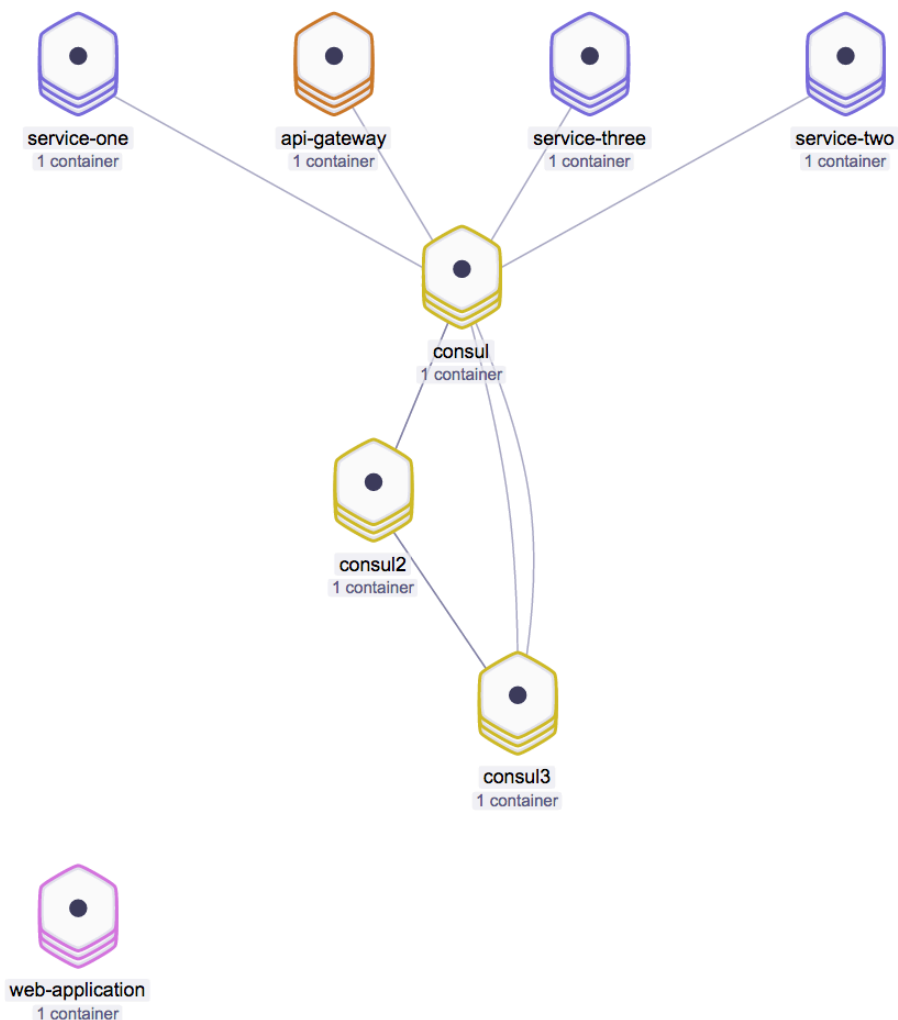 service-one
1 container
api-gateway
1 container
service-three
1 container
service-two
1 container
consul
1 container
consul2
1 container
consul3
1 container
web-application
1 container